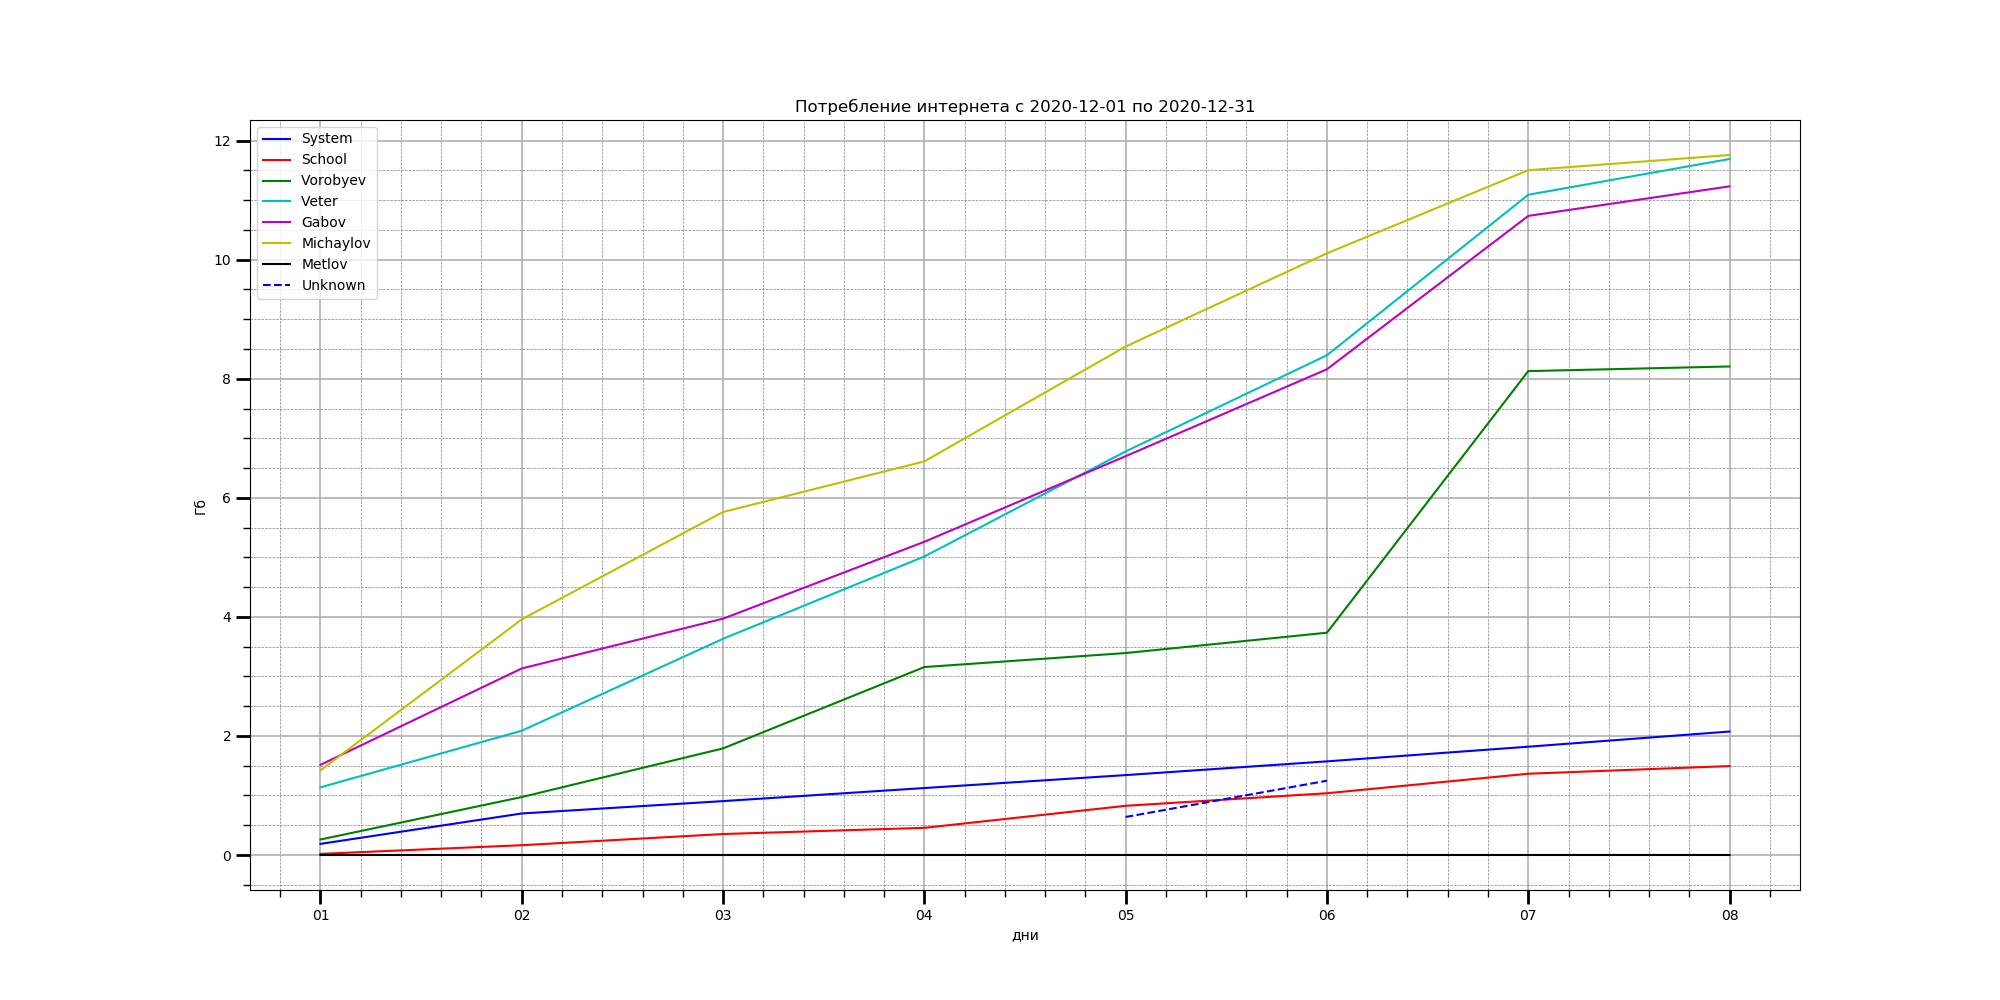 Потребление интернета с 2020-12-01 по 2020-12-31
System
School
Vorobyev
Veter
Gabov
Michaylov
Metlov
Unknown
12
10
8
6
4
2
0
Гб
01 02 03 04 05 06 07 08
дни